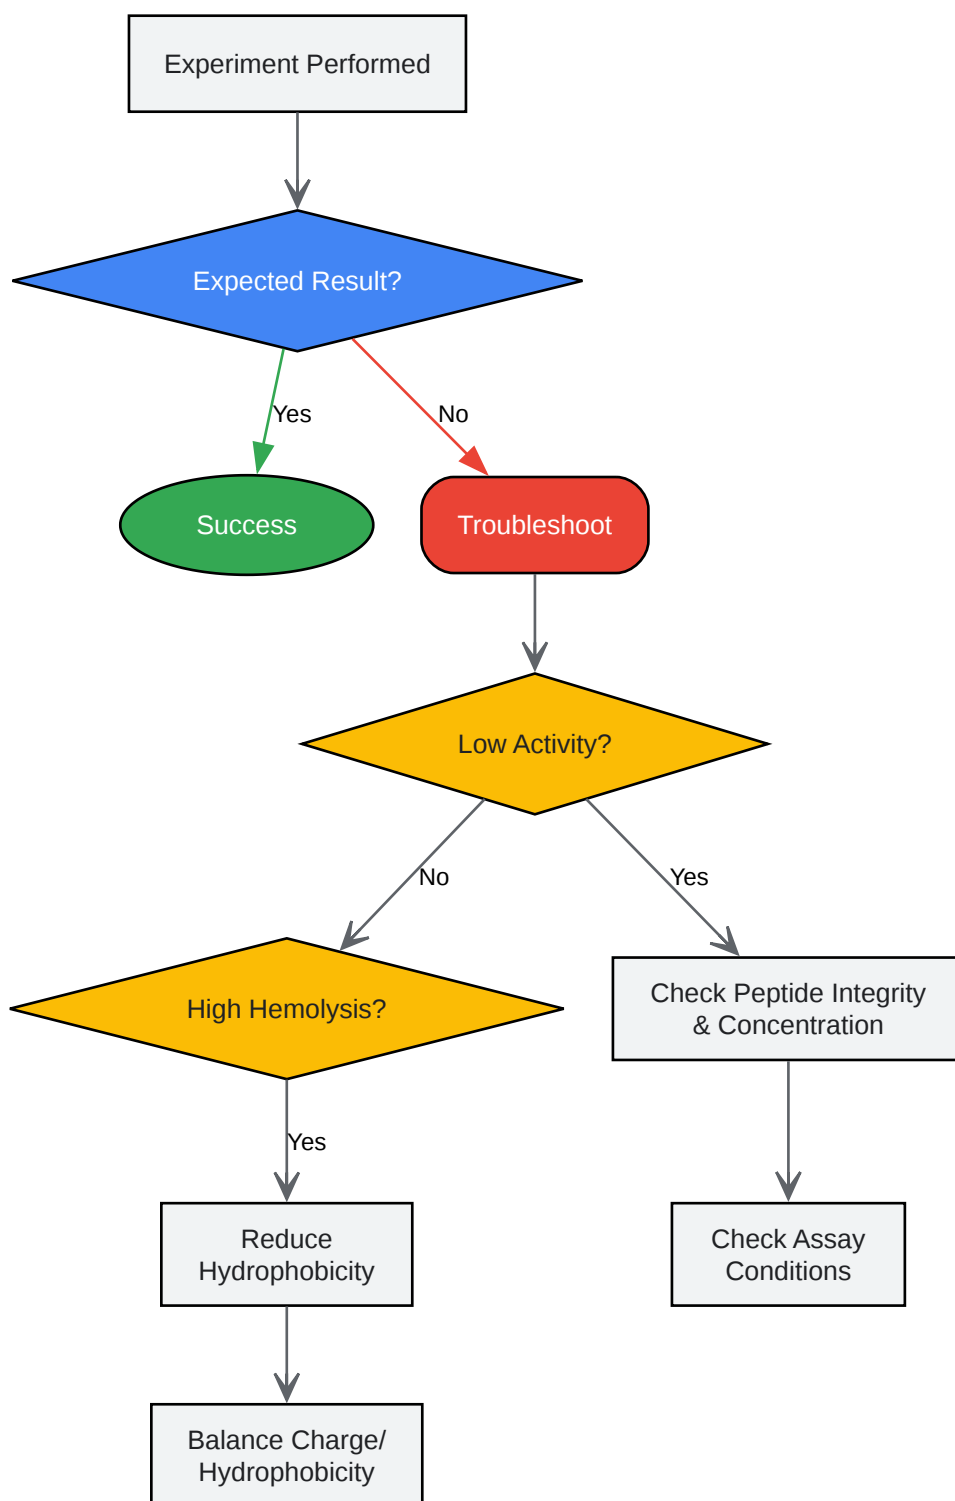 Experiment Performed
Expected Result?
Yes
No
Success
Troubleshoot
Low Activity?
No
Yes
High Hemolysis?
Check Peptide Integrity
& Concentration
Yes
Reduce
Hydrophobicity
Check Assay
Conditions
Balance Charge/
Hydrophobicity